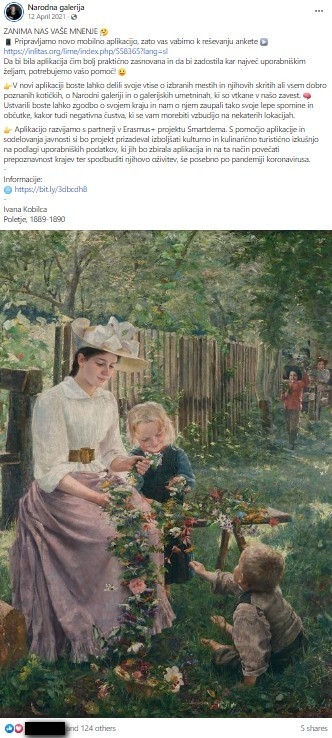 Narodna galerija
12 April 2021 ·
ZANIMA NAS VAŠE MNENJE 🤗
📱 Pripravljamo novo mobilno aplikacijo, zato vas vabimo k reševanju ankete ▶️
https://initlas.org/lime/index.php/558365?lang=sl
Da bi bila aplikacija čim bolj praktično zasnovana in da bi zadostila kar največ uporabniškim
željam, potrebujemo vašo pomoč! 🙂
👉 V novi aplikaciji boste lahko delili svoje vtise o izbranih mestih in njihovih skritih ali vsem dobro
poznanih kotičkih, o Narodni galeriji in o galerijskih umetninah, ki so vtkane v našo zavest. 🧠
Ustvarili boste lahko zgodbo o svojem kraju in nam o njem zaupali tako svoje lepe spomine in
občutke, kakor tudi negativna čustva, ki se vam morebiti vzbudijo na nekaterih lokacijah.
👉 Aplikacijo razvijamo s partnerji v Erasmus+ projektu Smartdema. S pomočjo aplikacije in
sodelovanja javnosti si bo projekt prizadeval izboljšati kulturno in kulinarično turistično izkušnjo
na podlagi uporabniških podatkov, ki jih bo zbirala aplikacija in na ta način povečati
prepoznavnost krajev ter spodbuditi njihovo oživitev, še posebno po pandemiji koronavirusa.
-
Informacije:
🌐 https://bit.ly/3dbcdh8
-
Ivana Kobilca
Poletje, 1889-1890
and 124 others
5 shares